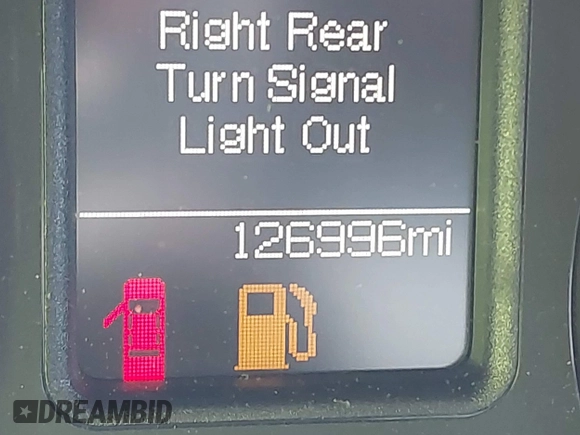 Right Rear
Turn Signal
Light Out
126996mi
DREAMBID